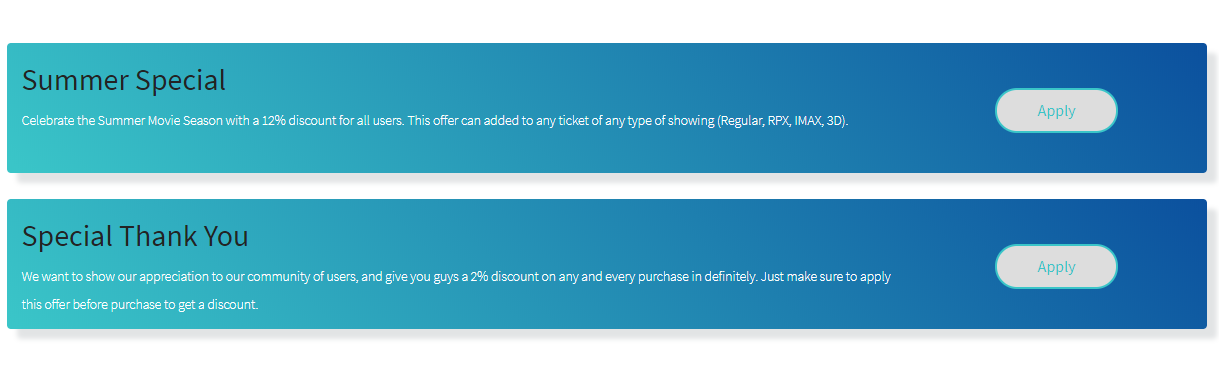 Summer Special
Celebrate the Summer Movie Season with a 12% discount for all users. This offer can added to any ticket of any type of showing (Regular, RPX, IMAX, 3D).
Apply
Special Thank You
We want to show our appreciation to our community of users, and give you guys a 2% discount on any and every purchase in definitely. Just make sure to apply
this offer before purchase to get a discount.
Apply